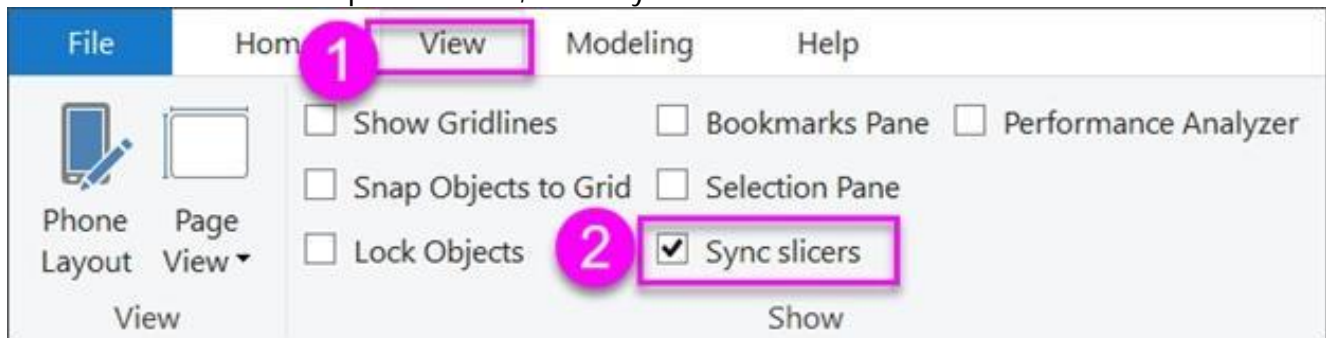 File Hom 1 View Modeling Help
Show Gridlines Bookmarks Pane Performance Analyzer
Snap Objects to Grid Selection Pane
Phone Layout Page View Lock Objects 2 Sync slicers
View Show